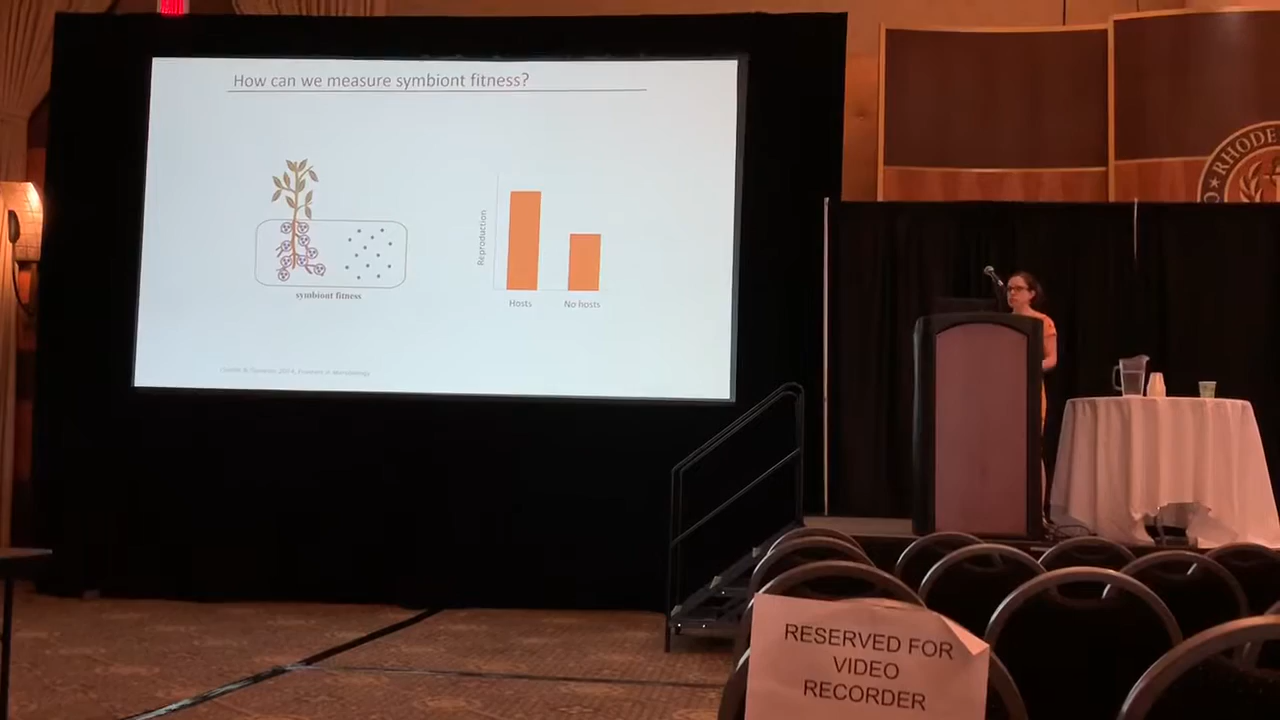 How can we measure symbiont fitness?
Reproduction
Hosts
No hosts
symbiont fitness
RHODE
RESERVED FOR
VIDEO
RECORDER